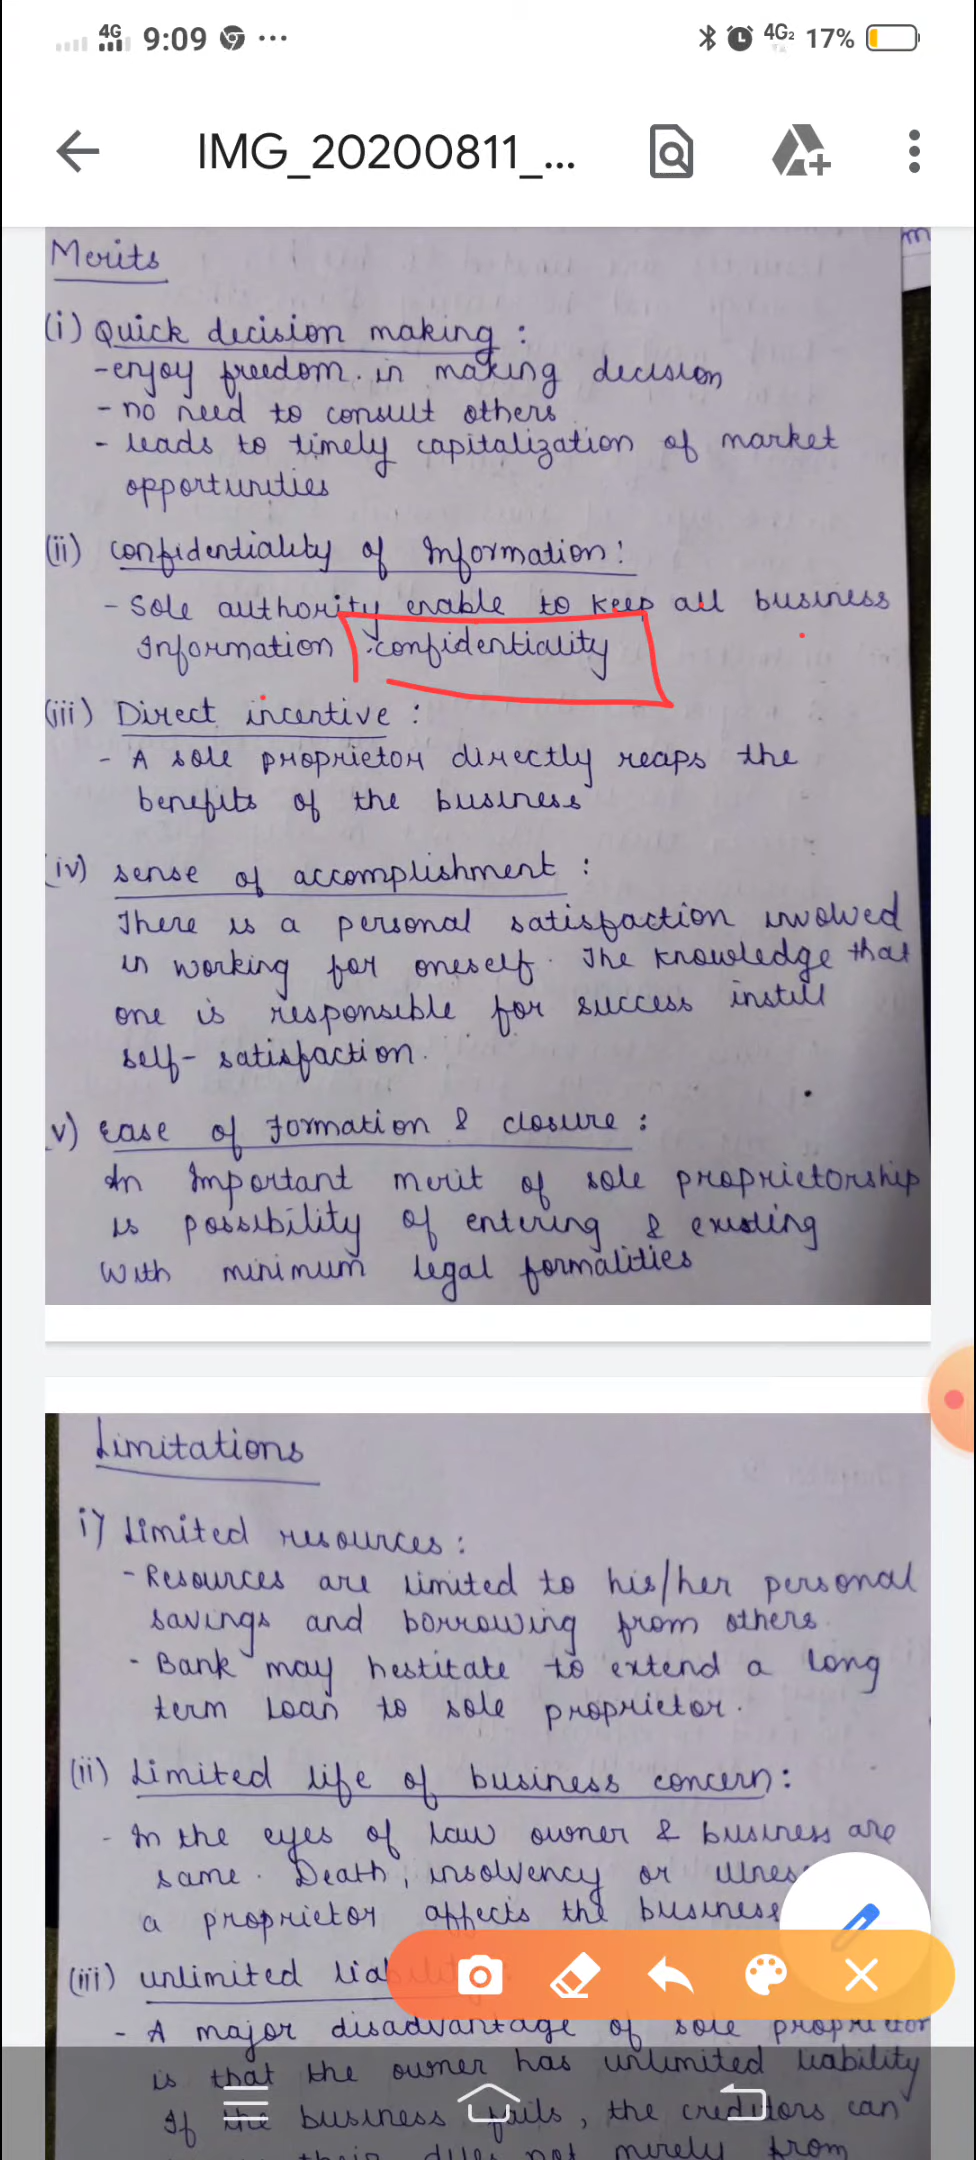 4G 9:09 ... 4G2 17%
IMG_20200811_...
m
Merits
(i) Quick decision making :
-enjoy freedom. in making decision
- no need to consult others
- leads to timely capitalization of market
opportunities
(ii) confidentiality of Information:
- Sole authority enable to keep all business
Information confidentiality
(iii) Direct incentive :
- A sole proprietor directly reaps the
benefits of the business
(iv) sense of accomplishment :
There is a personal satisfaction involved
in working for oneself. The knowledge that
one is responsible for success instill
self-satisfaction.
v) Ease of formation & closure :
An Important merit of sole proprietorship
is possibility of entering & existing
With minimum legal formalities
Limitations
i) Limited resources :
- Resources are limited to his/her personal
savings and borrowing from others.
- Bank may hestitate to extend a long
term Loan to sole proprietor.
(ii) Limited life of business concern:
- In the eyes of law owner & business are
same. Death, insolvency or
a proprietor affects the business
(iii) unlimited
- A major disadvantage of sole proprietor
is that the owner has unlimited liability
If the business fails, the creditors can
their dues not merely from